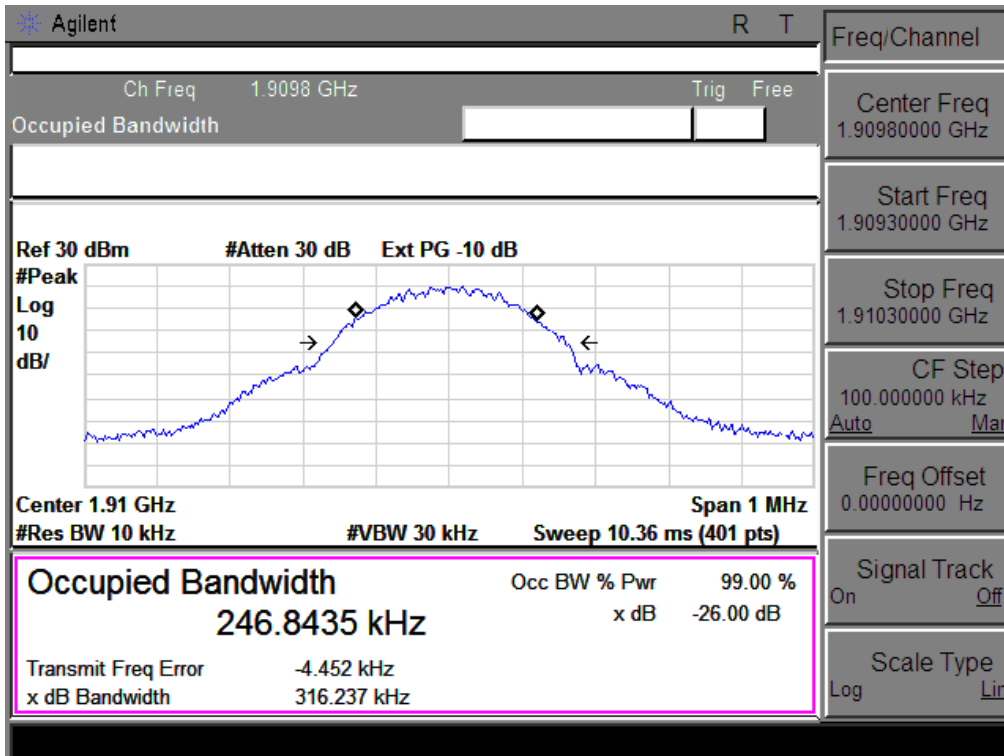 Agilent R T
Ch Freq 1.9098 GHz Trig Free
Occupied Bandwidth
Ref 30 dBm #Atten 30 dB Ext PG -10 dB
#Peak
Log
10
dB/
Center 1.91 GHz Span 1 MHz
#Res BW 10 kHz #VBW 30 kHz Sweep 10.36 ms (401 pts)
Occupied Bandwidth Occ BW % Pwr 99.00 %
246.8435 kHz x dB -26.00 dB
Transmit Freq Error -4.452 kHz
x dB Bandwidth 316.237 kHz
Freq/Channel
Center Freq
1.90980000 GHz
Start Freq
1.90930000 GHz
Stop Freq
1.91030000 GHz
CF Step
100.000000 kHz
Auto Man
Freq Offset
0.00000000 Hz
Signal Track
On Off
Scale Type
Log Lin